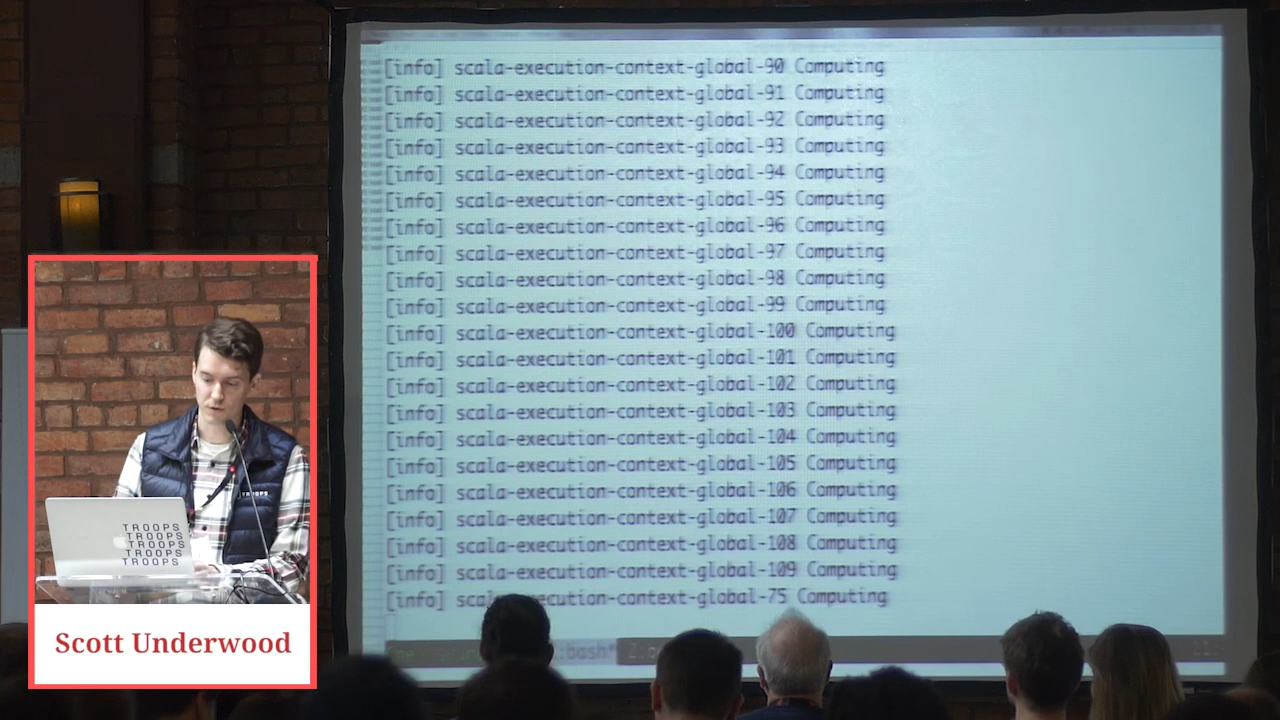 [info] scala-execution-context-global-90 Computing
[info] scala-execution-context-global-91 Computing
[info] scala-execution-context-global-92 Computing
[info] scala-execution-context-global-93 Computing
[info] scala-execution-context-global-94 Computing
[info] scala-execution-context-global-95 Computing
[info] scala-execution-context-global-96 Computing
[info] scala-execution-context-global-97 Computing
[info] scala-execution-context-global-98 Computing
[info] scala-execution-context-global-99 Computing
[info] scala-execution-context-global-100 Computing
[info] scala-execution-context-global-101 Computing
[info] scala-execution-context-global-102 Computing
[info] scala-execution-context-global-103 Computing
[info] scala-execution-context-global-104 Computing
[info] scala-execution-context-global-105 Computing
[info] scala-execution-context-global-106 Computing
[info] scala-execution-context-global-107 Computing
[info] scala-execution-context-global-108 Computing
[info] scala-execution-context-global-109 Computing
[info] scala-execution-context-global-75 Computing
:bash*
TROOPS
TROOPS
TROOPS
TROOPS
TROOPS
TROOPS
Scott Underwood